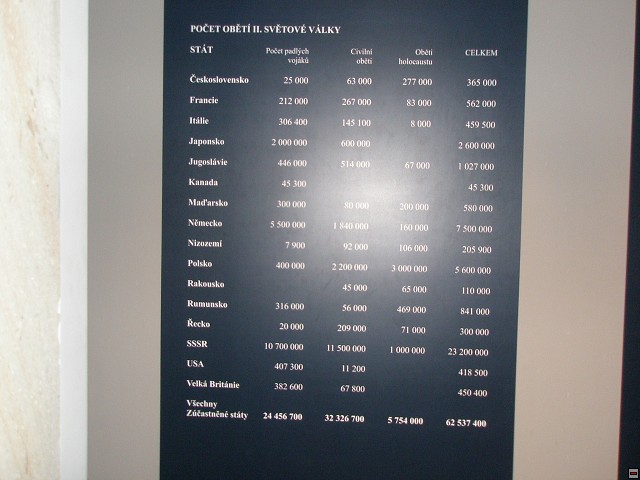 POČET OBĚTÍ II. SVĚTOVÉ VÁLKY
STÁT Počet padlých vojáků Civilní oběti Oběti holocaustu CELKEM
Československo 25 000 63 000 277 000 365 000
Francie 212 000 267 000 83 000 562 000
Itálie 306 400 145 100 8 000 459 500
Japonsko 2 000 000 600 000 2 600 000
Jugoslávie 446 000 514 000 67 000 1 027 000
Kanada 45 300 45 300
Maďarsko 300 000 80 000 200 000 580 000
Německo 5 500 000 1 840 000 160 000 7 500 000
Nizozemí 7 900 92 000 106 000 205 900
Polsko 400 000 2 200 000 3 000 000 5 600 000
Rakousko 45 000 65 000 110 000
Rumunsko 316 000 56 000 469 000 841 000
Řecko 20 000 209 000 71 000 300 000
SSSR 10 700 000 11 500 000 1 000 000 23 200 000
USA 407 300 11 200 418 500
Velká Británie 382 600 67 800 450 400
Všechny
Zúčastněné státy 24 456 700 32 326 700 5 754 000 62 537 400